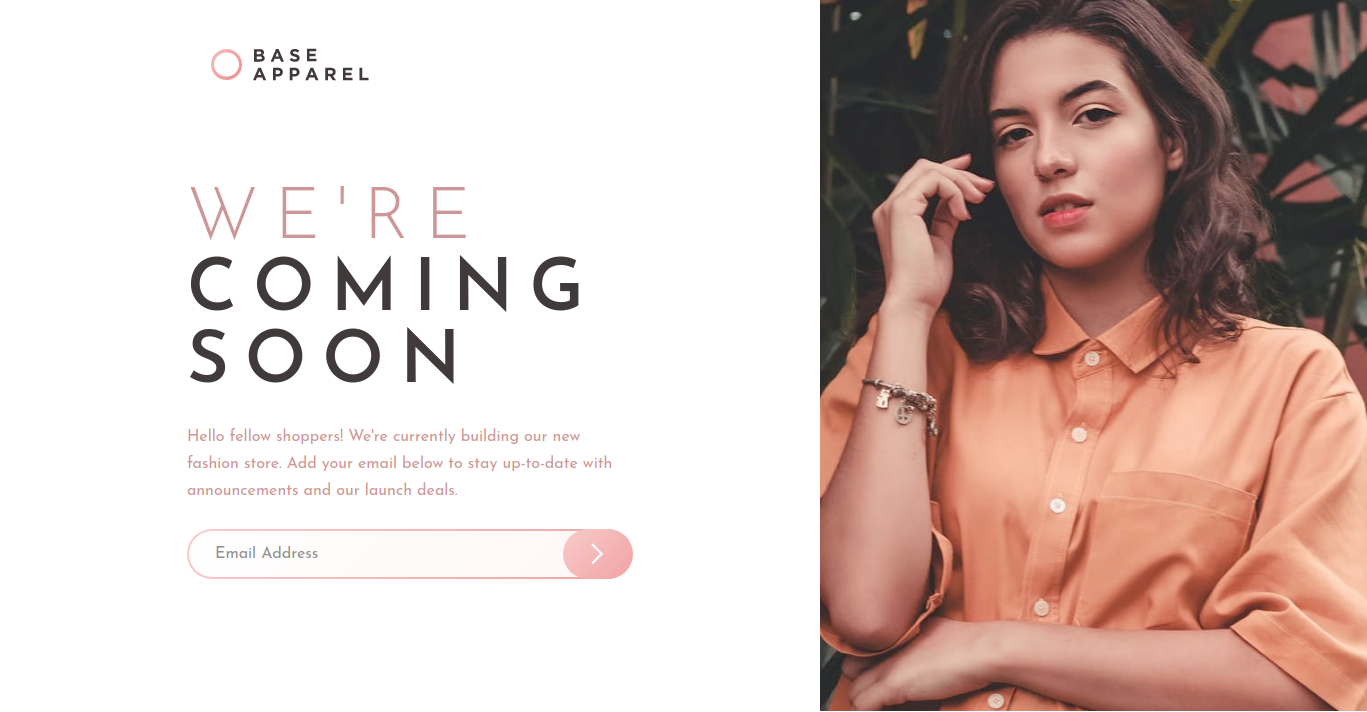 BASE
APPAREL
WE'RE
COMING
SOON
Hello fellow shoppers! We're currently building our new
fashion store. Add your email below to stay up-to-date with
announcements and our launch deals.
Email Address